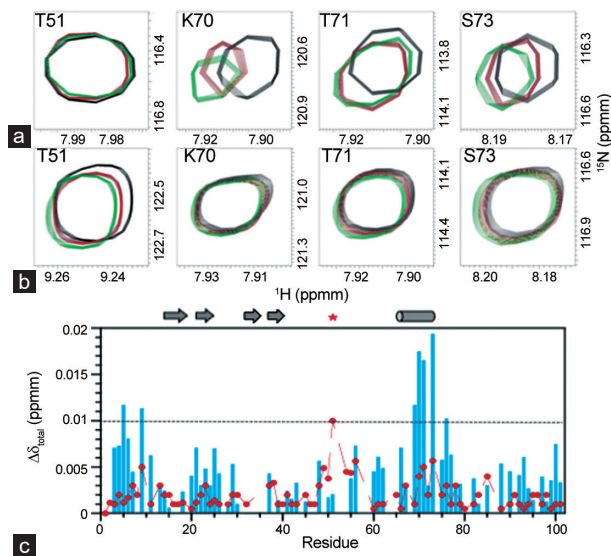 T51 K70 T71 S73
116.4 120.6 113.8 116.3
116.8 120.9 114.1 116.6
7.99 7.98 7.92 7.90 7.92 7.90 8.19 8.17
a
15N (ppmm)
T51 K70 T71 S73
122.5 121.0 114.1 116.6
122.7 121.3 114.4 116.9
9.26 9.24 7.93 7.91 7.92 7.90 8.20 8.18
b
1H (ppmm)
*
0.02
0.015
0.01
0.005
0
Δδtotal (ppmm)
0 20 40 60 80 100
Residue
c